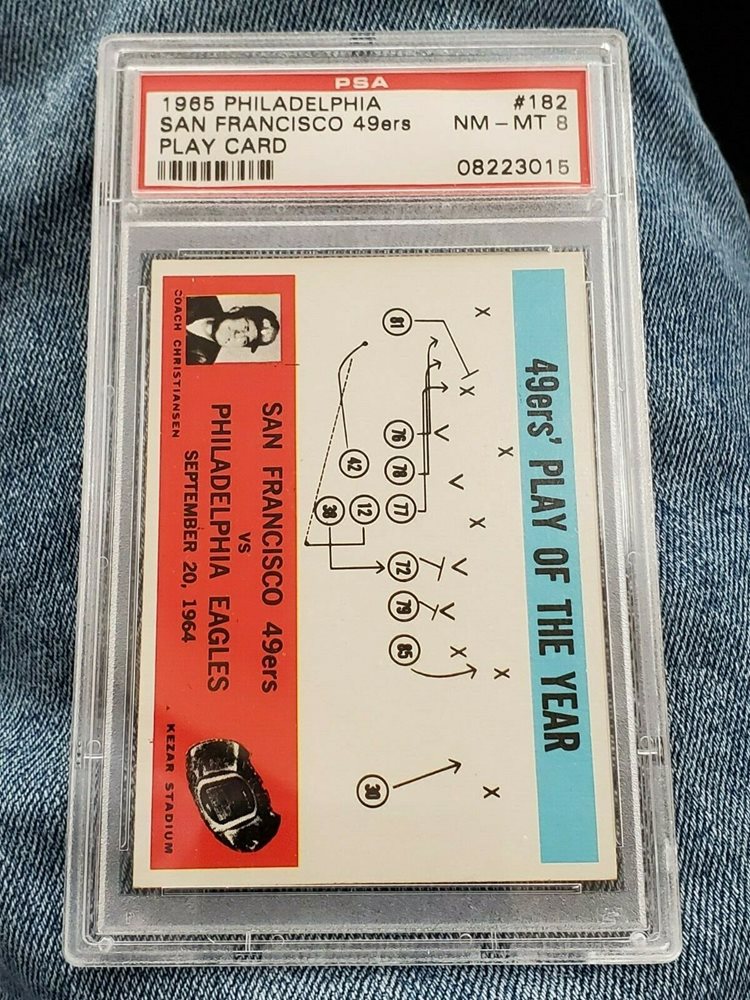 PSA
1965 PHILADELPHIA #182
SAN FRANCISCO 49ers NM - MT 8
PLAY CARD
08223015
49ers' PLAY OF THE YEAR
X X X X X
81 X V V V V X
76 78 77 72 79 85 30
42 12 38
COACH CHRISTIANSEN
SAN FRANCISCO 49ers
VS
PHILADELPHIA EAGLES
SEPTEMBER 20, 1964
KEZAR STADIUM